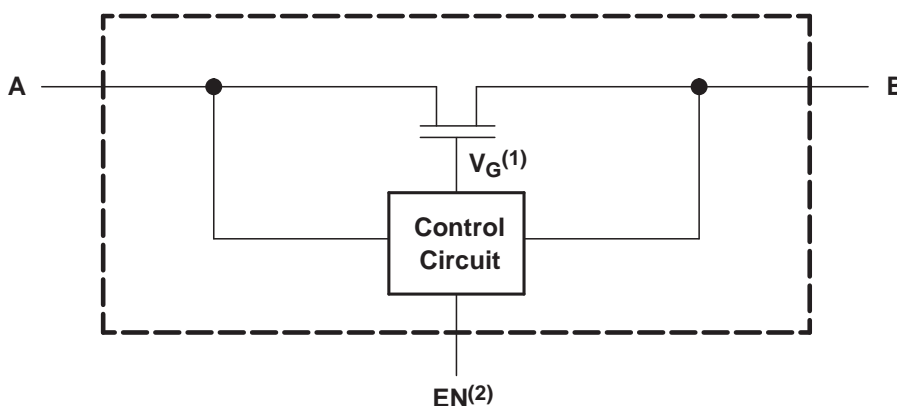 A
V_G(1)
Control
Circuit
EN(2)